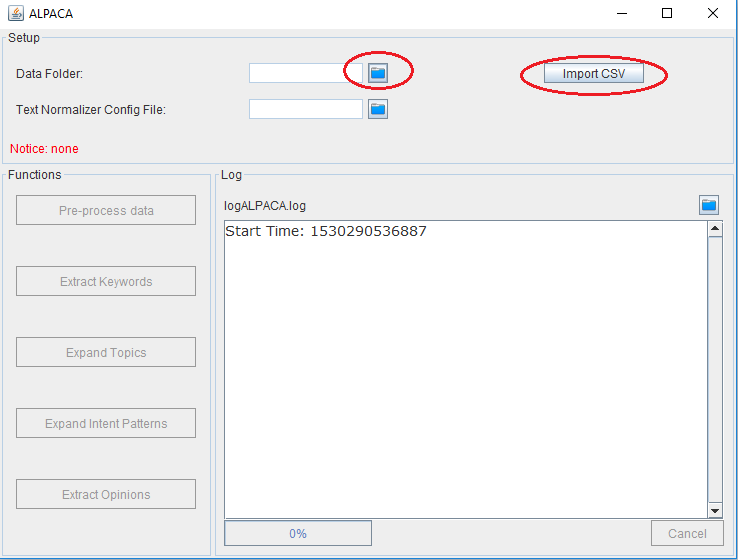 ALPACA
Setup
Data Folder:
Import CSV
Text Normalizer Config File:
Notice: none
Functions
Pre-process data
Extract Keywords
Expand Topics
Expand Intent Patterns
Extract Opinions
Log
logALPACA.log
Start Time: 1530290536887
0%
Cancel